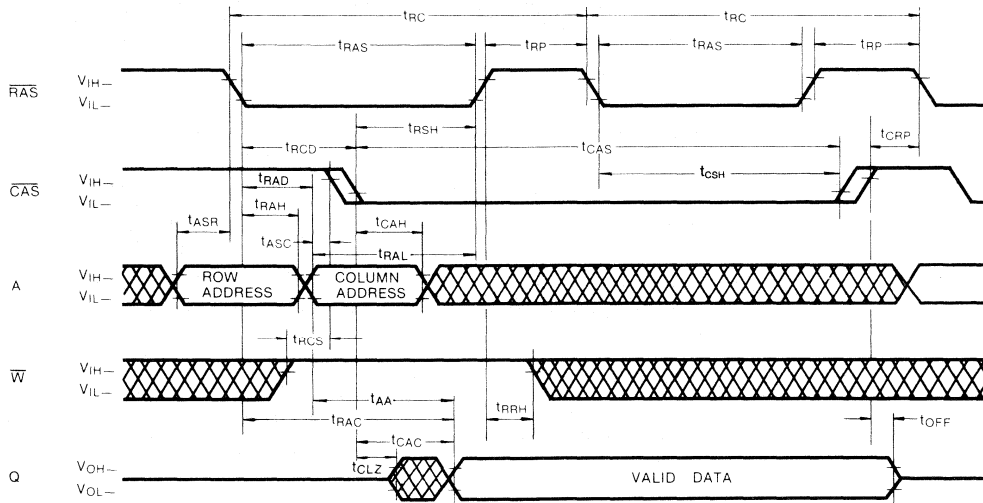 tRC tRC
tRAS tRP tRAS tRP
RAS VIH VIL
tRSH
tRCD tCAS tCRP
CAS VIH VIL
tRAD tCSH
tRAH
tASR tCAH
tASC tRAL
A VIH VIL ROW ADDRESS COLUMN ADDRESS
tRCS
W VIH VIL
tAA
tRAC tRRH
tCAC tOFF
tCLZ
Q VOH VOL VALID DATA